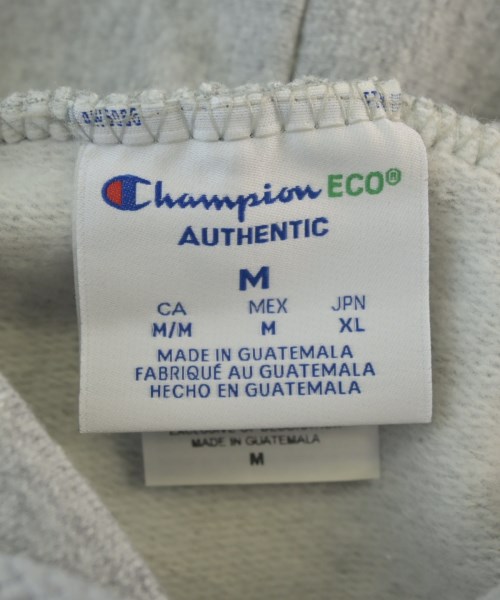 Champion ECO®
AUTHENTIC
M
CA MEX JPN
M/M M XL
MADE IN GUATEMALA
FABRIQUÉ AU GUATEMALA
HECHO EN GUATEMALA
MADE IN GUATEMALA
M